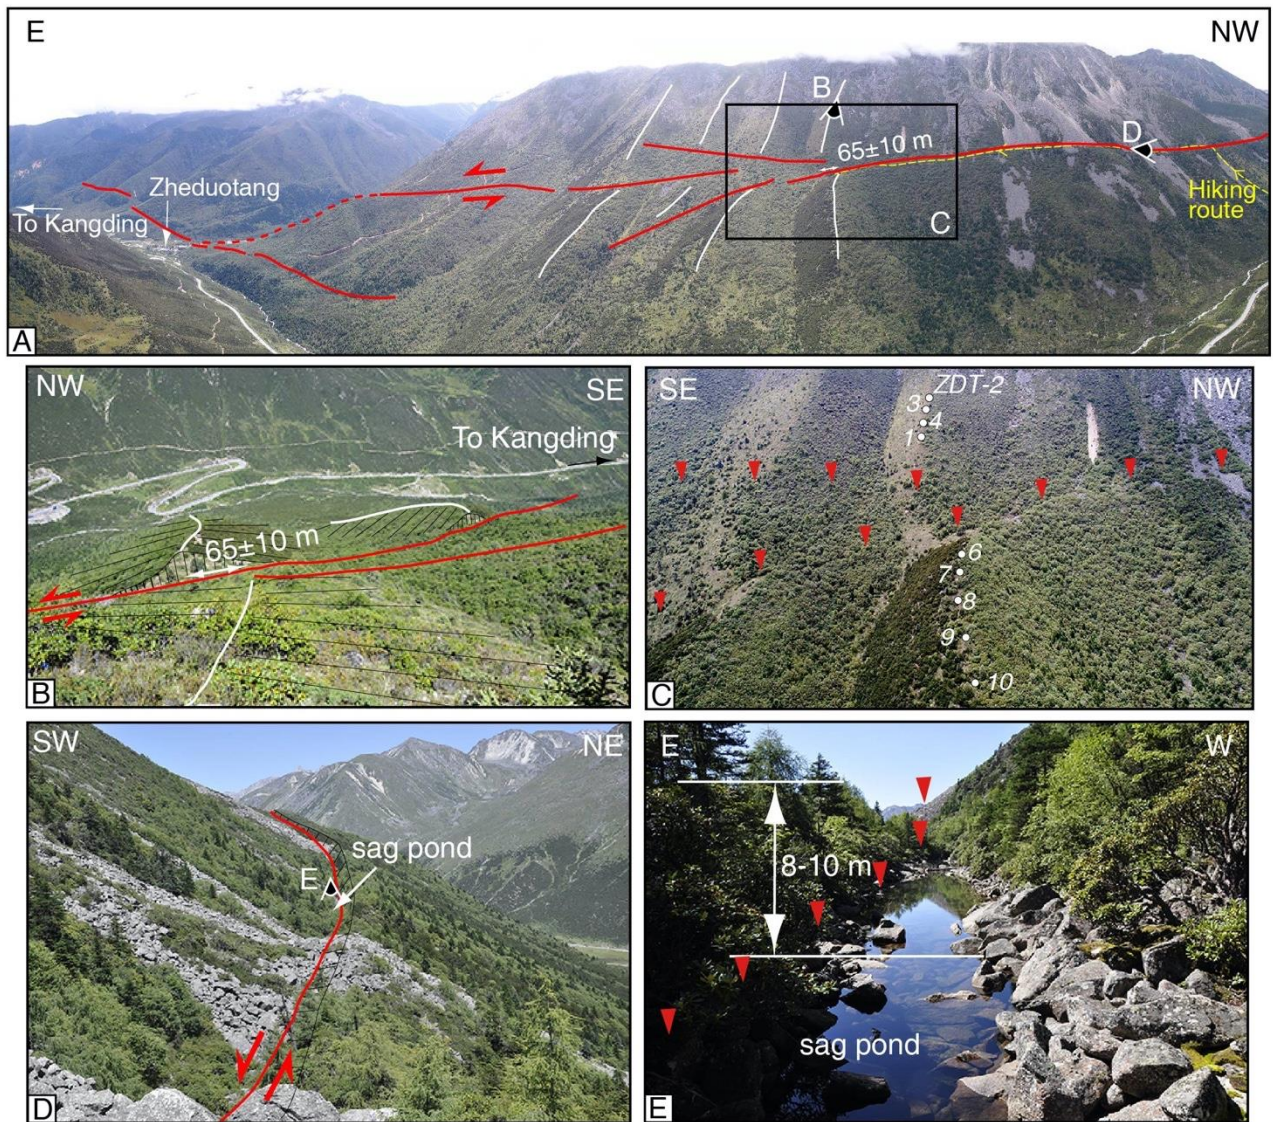 E
NW
B
65±10 m
D
Zheduotang
To Kangding
Hiking
route
C
A
NW
SE
To Kangding
65±10 m
B
SE
NW
ZDT-2
3
4
1
6
7
8
9
10
C
SW
NE
sag pond
E
D
E
W
8-10 m
sag pond
E